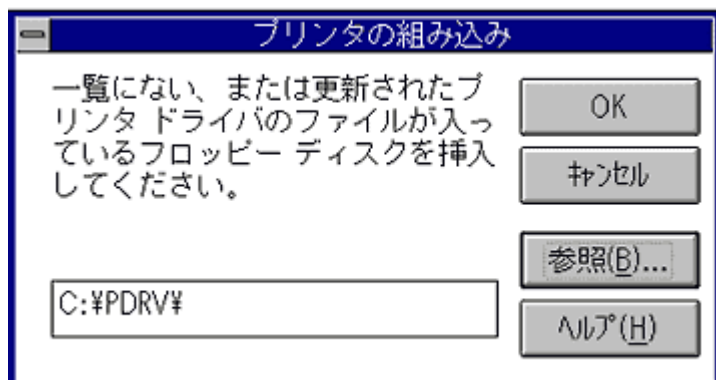 プリンタの組み込み
一覧にない、または更新されたプ
リンタ ドライバのファイルが入っ
ているフロッピー ディスクを挿入
してください。
C:¥PDRV¥
OK
ｷｬﾝｾﾙ
参照(B)...
ﾍﾙﾌﾟ(H)